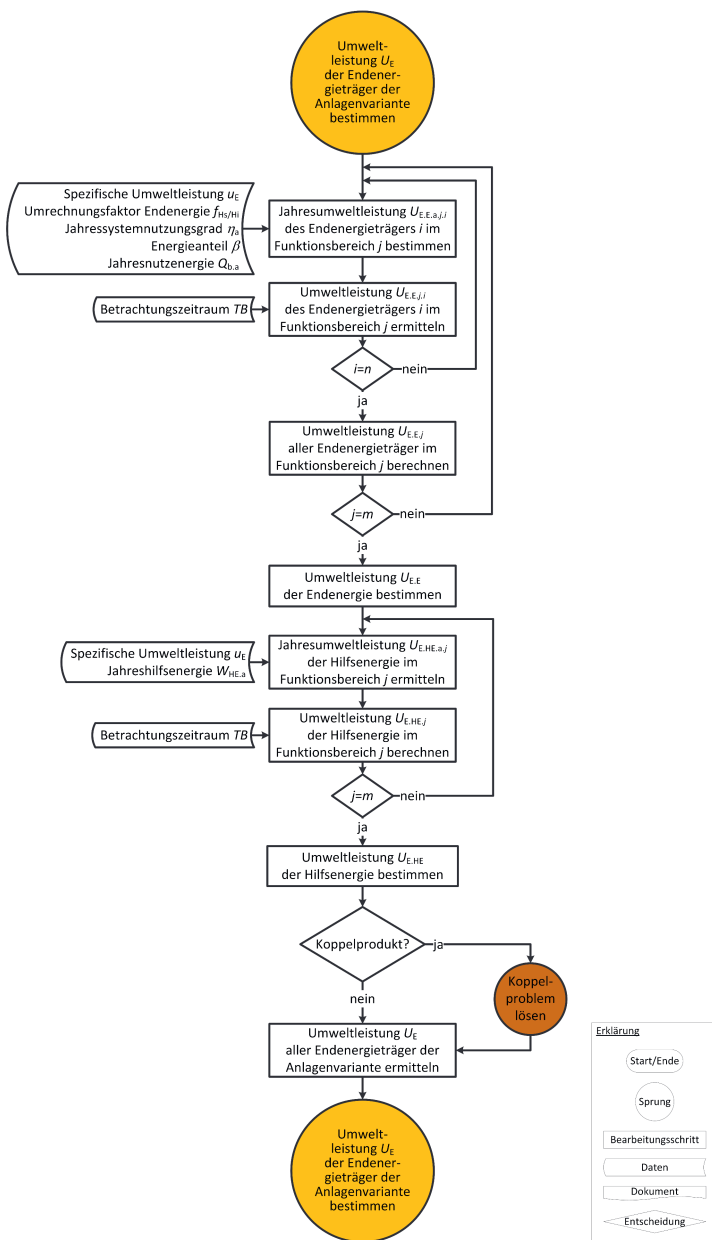 Umwelt-
leistung UE
der Endener-
gieträger der
Anlagenvariante
bestimmen
Spezifische Umweltleistung uE
Umrechnungsfaktor Endenergie fHs/Hi
Jahressystemnutzungsgrad ηa
Energieanteil β
Jahresnutzenergie Qb.a
Jahresumweltleistung UE.E.a,j,i
des Endenergieträgers i im
Funktionsbereich j bestimmen
Betrachtungszeitraum TB
Umweltleistung UE.E,j,i
des Endenergieträgers i im
Funktionsbereich j ermitteln
i=n
nein
ja
Umweltleistung UE.E,j
aller Endenergieträger im
Funktionsbereich j berechnen
j=m
nein
ja
Umweltleistung UE.E
der Endenergie bestimmen
Spezifische Umweltleistung uE
Jahreshilfsenergie WHE.a
Jahresumweltleistung UE.HE.a,j
der Hilfsenergie im
Funktionsbereich j ermitteln
Betrachtungszeitraum TB
Umweltleistung UE.HE,j
der Hilfsenergie im
Funktionsbereich j berechnen
j=m
nein
ja
Umweltleistung UE.HE
der Hilfsenergie bestimmen
Koppelprodukt?
ja
nein
Koppel-
problem
lösen
Umweltleistung UE
aller Endenergieträger der
Anlagenvariante ermitteln
Umwelt-
leistung UE
der Endener-
gieträger der
Anlagenvariante
bestimmen
Erklärung
Start/Ende
Sprung
Bearbeitungsschritt
Daten
Dokument
Entscheidung